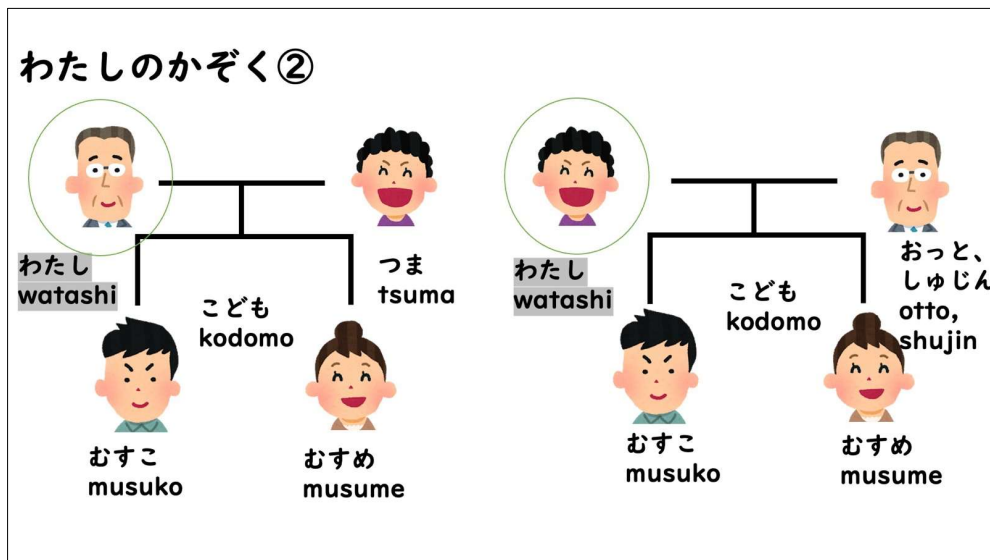 わたしのかぞく②
わたし
watashi
つま
tsuma
こども
kodomo
むすこ
musuko
むすめ
musume
わたし
watashi
おっと、
しゅじん
otto,
shujin
こども
kodomo
むすこ
musuko
むすめ
musume